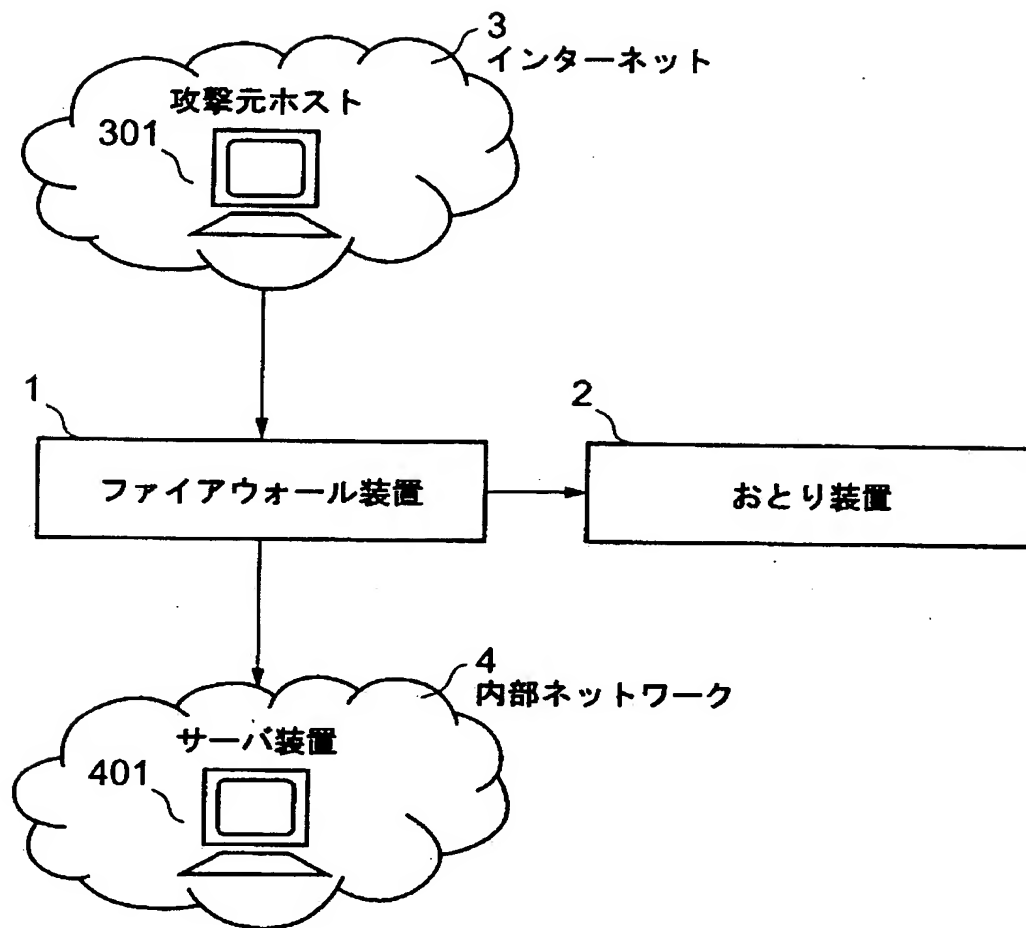 3
インターネット
攻撃元ホスト
301
1
ファイアウォール装置
2
おとり装置
4
内部ネットワーク
サーバ装置
401